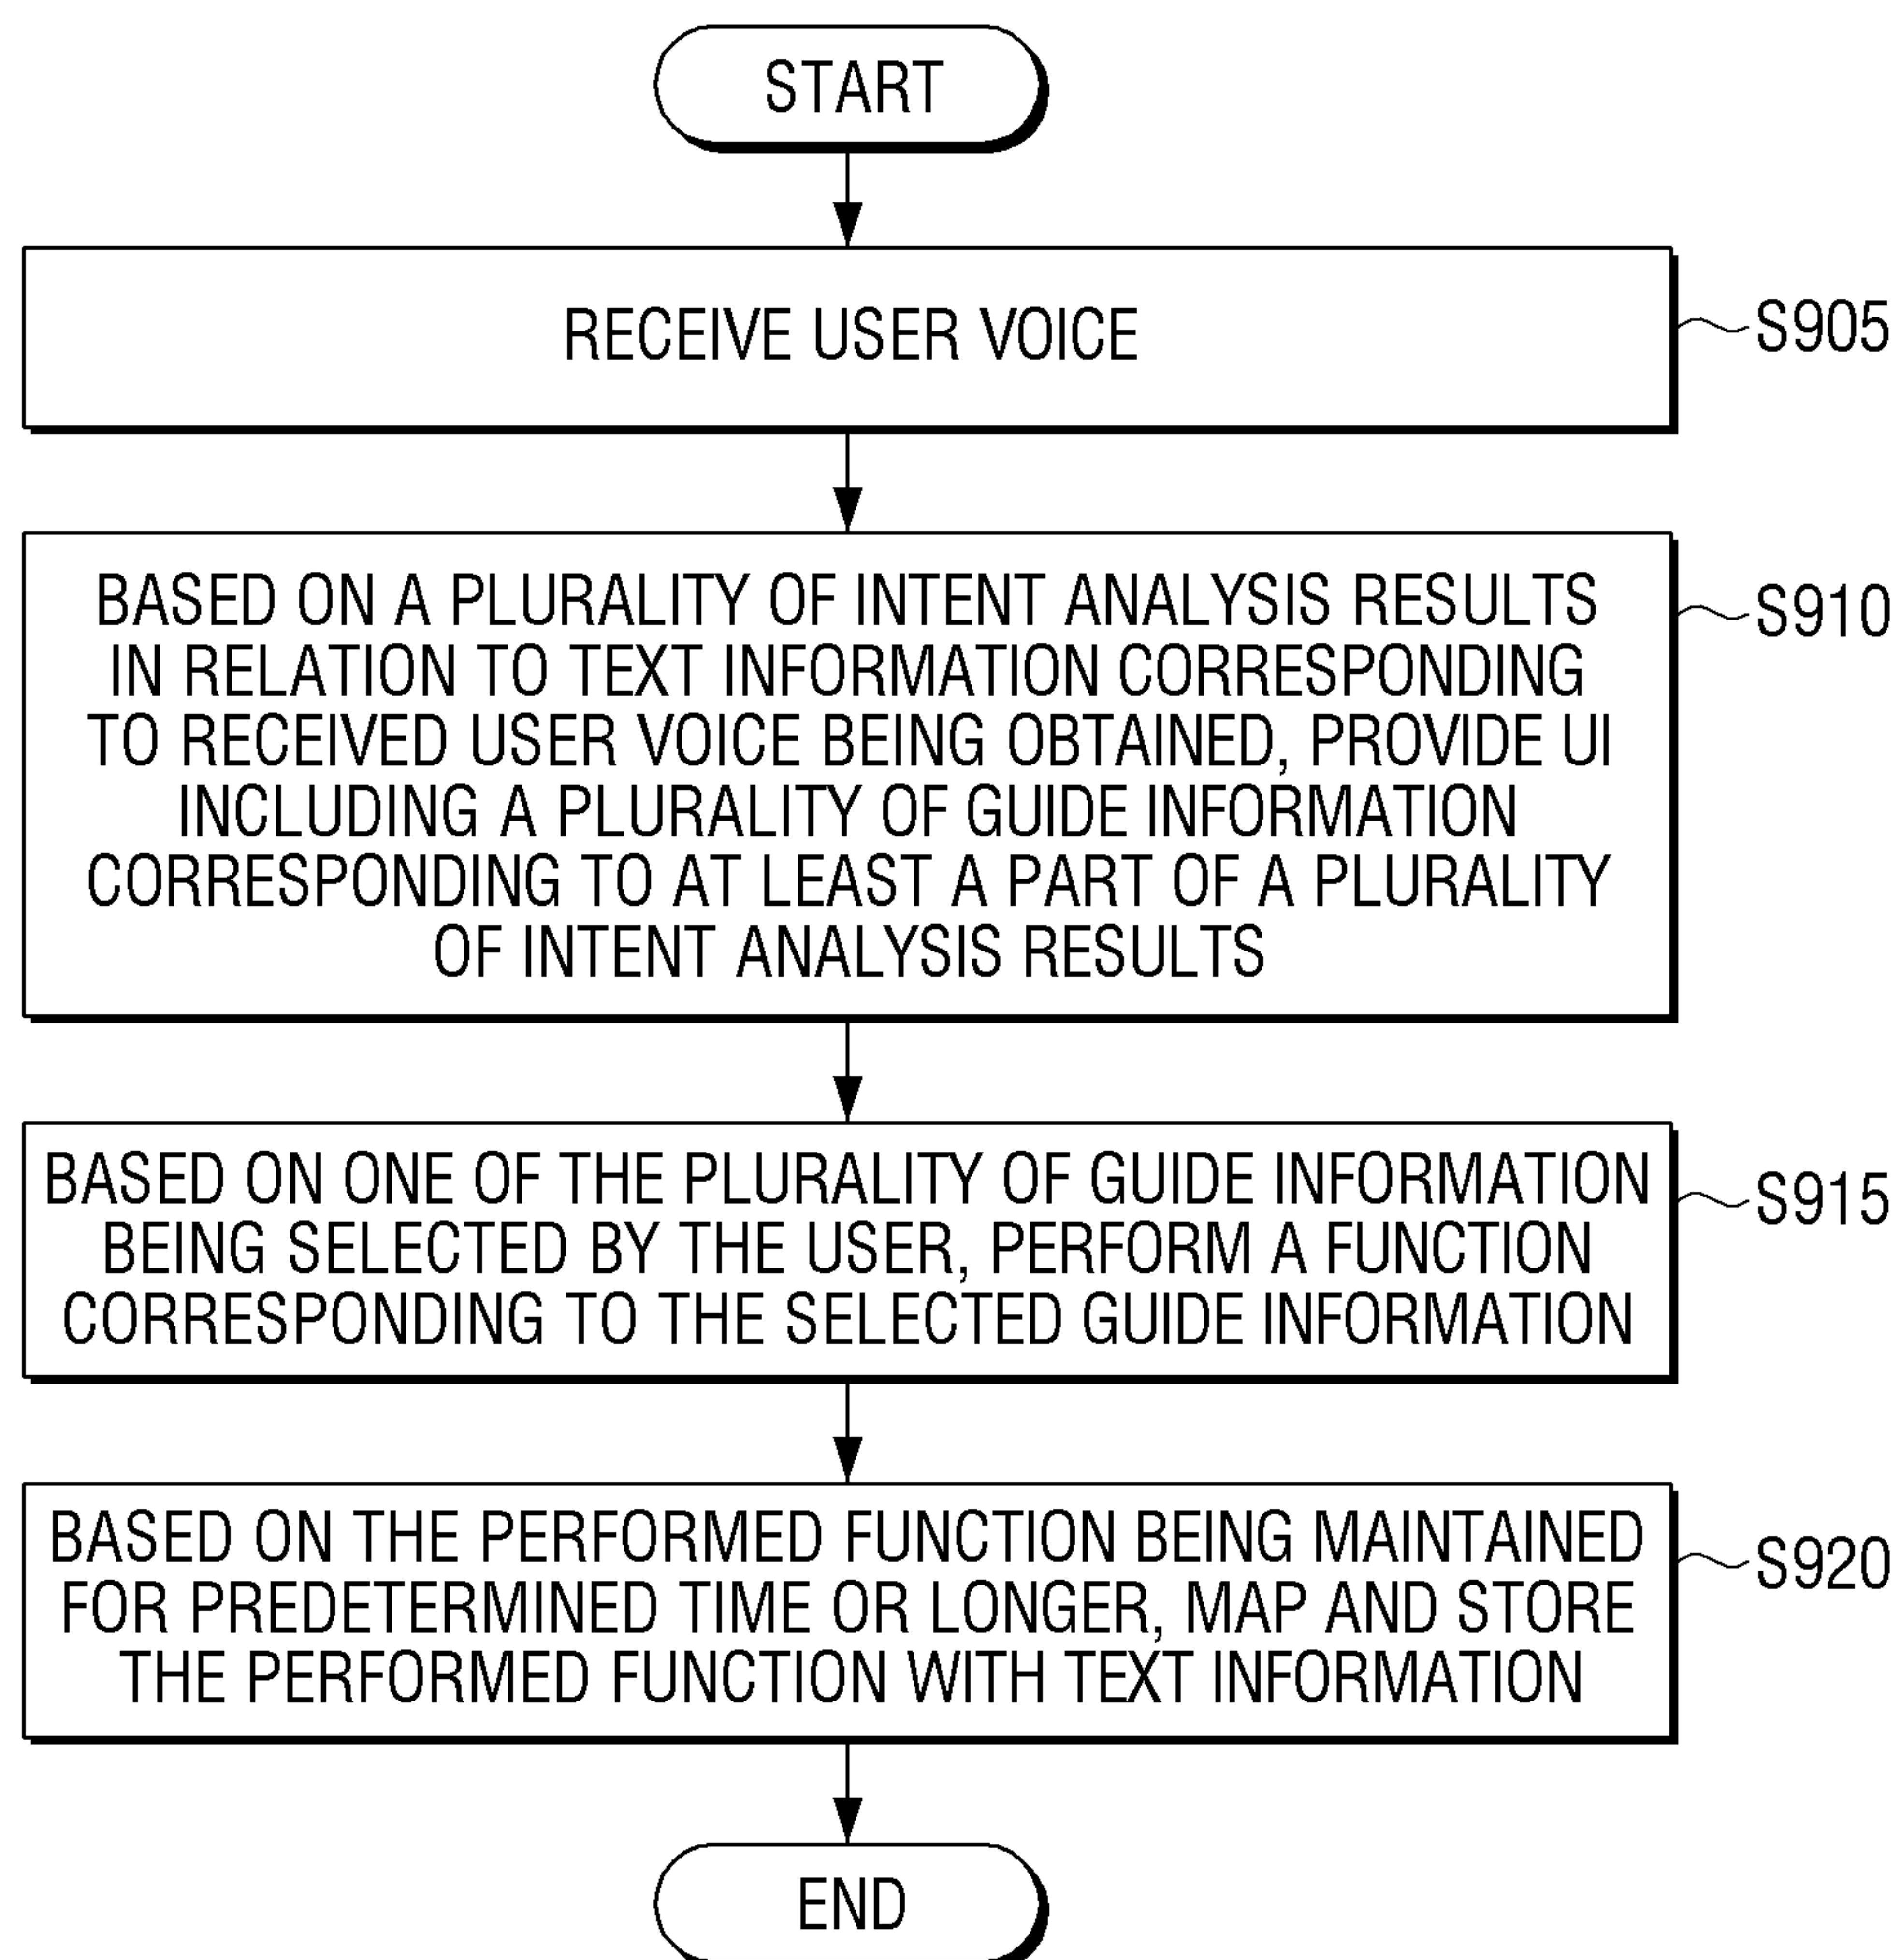 START
RECEIVE USER VOICE
S905
BASED ON A PLURALITY OF INTENT ANALYSIS RESULTS
IN RELATION TO TEXT INFORMATION CORRESPONDING
TO RECEIVED USER VOICE BEING OBTAINED, PROVIDE UI
INCLUDING A PLURALITY OF GUIDE INFORMATION
CORRESPONDING TO AT LEAST A PART OF A PLURALITY
OF INTENT ANALYSIS RESULTS
S910
BASED ON ONE OF THE PLURALITY OF GUIDE INFORMATION
BEING SELECTED BY THE USER, PERFORM A FUNCTION
CORRESPONDING TO THE SELECTED GUIDE INFORMATION
S915
BASED ON THE PERFORMED FUNCTION BEING MAINTAINED
FOR PREDETERMINED TIME OR LONGER, MAP AND STORE
THE PERFORMED FUNCTION WITH TEXT INFORMATION
S920
END